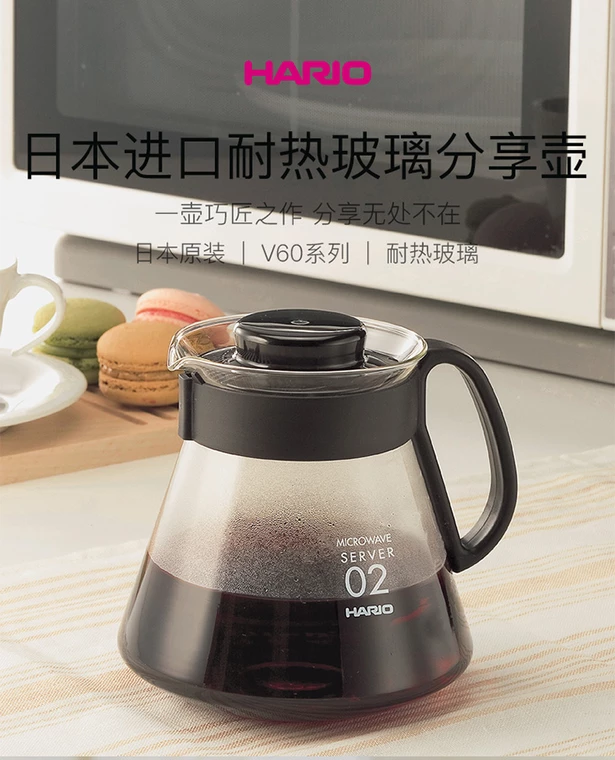 HARIO
日本进口耐热玻璃分享壶
一壶巧匠之作 分享无处不在
日本原装 | V60系列 | 耐热玻璃
MICROWAVE
SERVER
02
HARIO